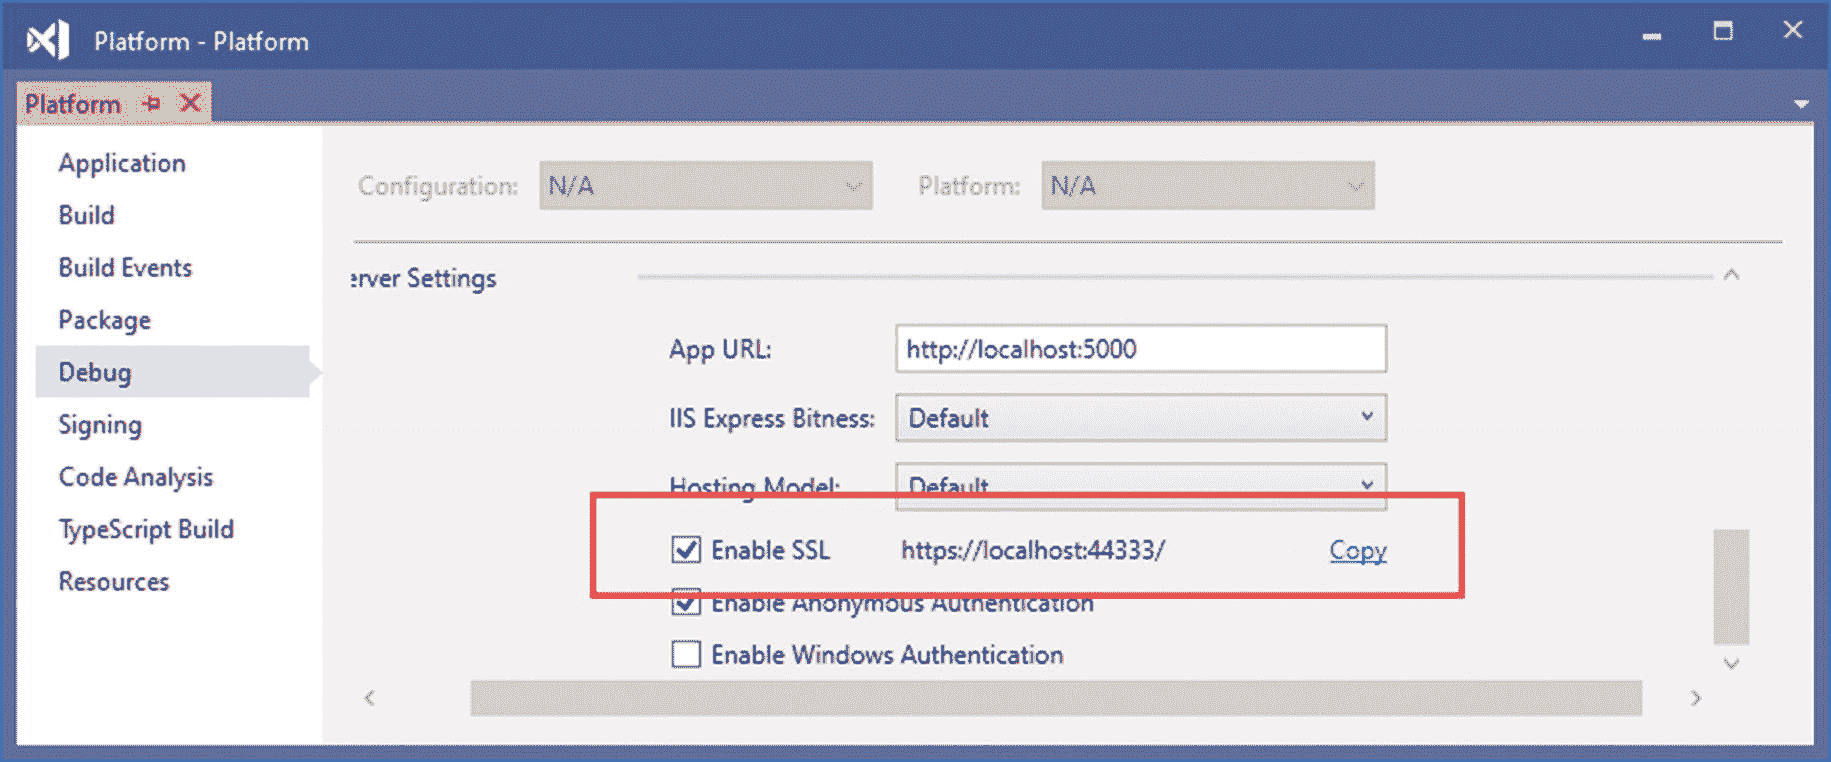 Platform - Platform
Platform
Application
Build
Build Events
Package
Debug
Signing
Code Analysis
TypeScript Build
Resources
Configuration: N/A Platform: N/A
erver Settings
App URL: http://localhost:5000
IIS Express Bitness: Default
Hosting Model: Default
Enable SSL https://localhost:44333/ Copy
Enable Anonymous Authentication
Enable Windows Authentication